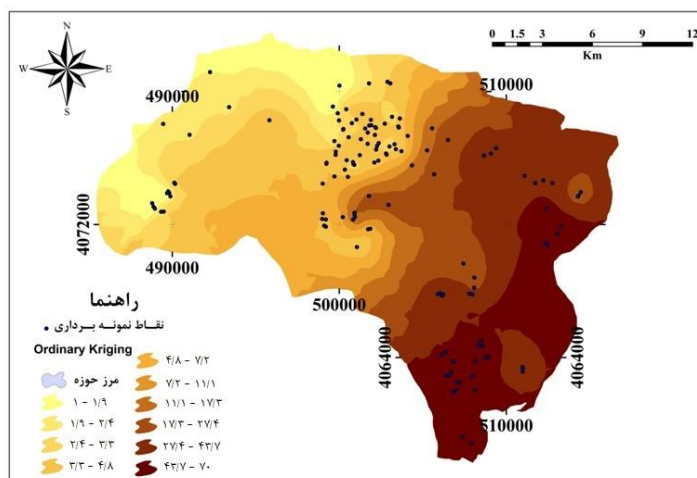 N
W E
S
0 1.5 3 6 9 12
Km
490000
510000
4072000
490000
500000
4064000
4064000
510000
راهنما
نقاط نمونه برداری
Ordinary Kriging
مرز حوزه
۱ - ۱/۹
۱/۹ - ۲/۴
۲/۴ - ۳/۳
۳/۳ - ۴/۸
۴/۸ - ۷/۲
۷/۲ - ۱۱/۱
۱۱/۱ - ۱۷/۳
۱۷/۳ - ۲۷/۴
۲۷/۴ - ۴۳/۷
۴۳/۷ - ۷۰